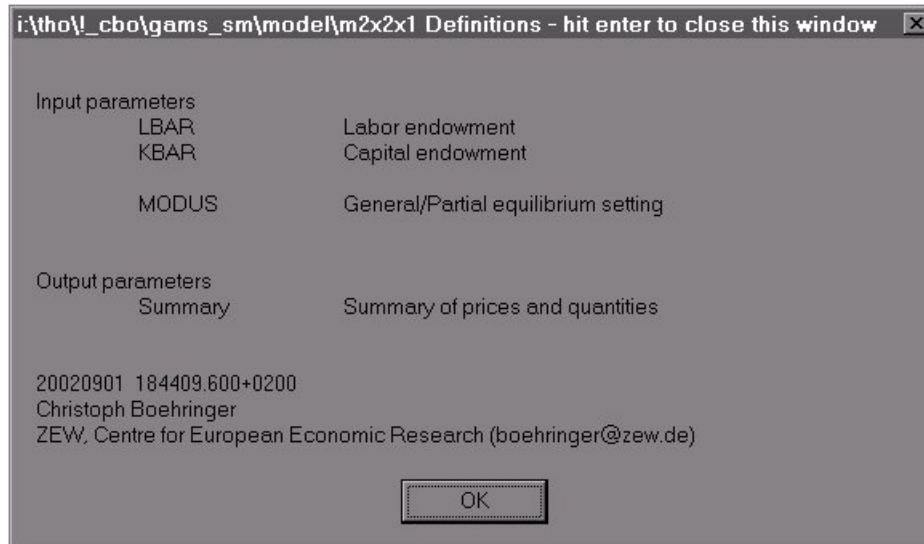 i:\tho\!_cbo\gams_sm\model\m2x2x1 Definitions - hit enter to close this window
Input parameters
LBAR Labor endowment
KBAR Capital endowment
MODUS General/Partial equilibrium setting
Output parameters
Summary Summary of prices and quantities
20020901 184409.600+0200
Christoph Boehringer
ZEW, Centre for European Economic Research (boehringer@zew.de)
OK